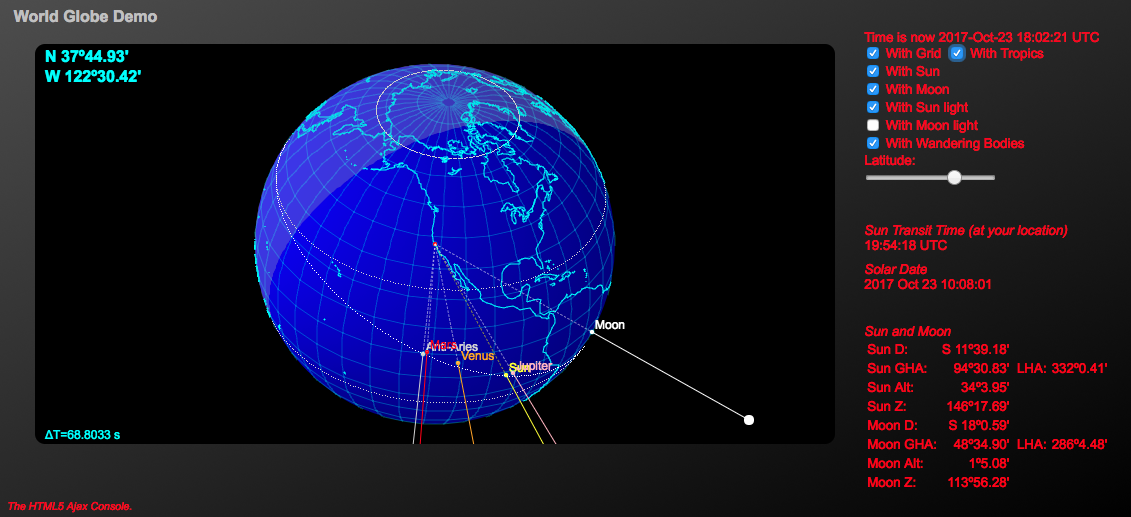 World Globe Demo
N 37°44.93'
W 122°30.42'
Moon
Anti-Aries
Mars
Venus
Sun
Jupiter
ΔT=68.8033 s
The HTML5 Ajax Console.
Time is now 2017-Oct-23 18:02:21 UTC
With Grid With Tropics
With Sun
With Moon
With Sun light
With Moon light
With Wandering Bodies
Latitude:
Sun Transit Time (at your location)
19:54:18 UTC
Solar Date
2017 Oct 23 10:08:01
Sun and Moon
Sun D: S 11°39.18'
Sun GHA: 94°30.83' LHA: 332°0.41'
Sun Alt: 34°3.95'
Sun Z: 146°17.69'
Moon D: S 18°0.59'
Moon GHA: 48°34.90' LHA: 286°4.48'
Moon Alt: 1°5.08'
Moon Z: 113°56.28'